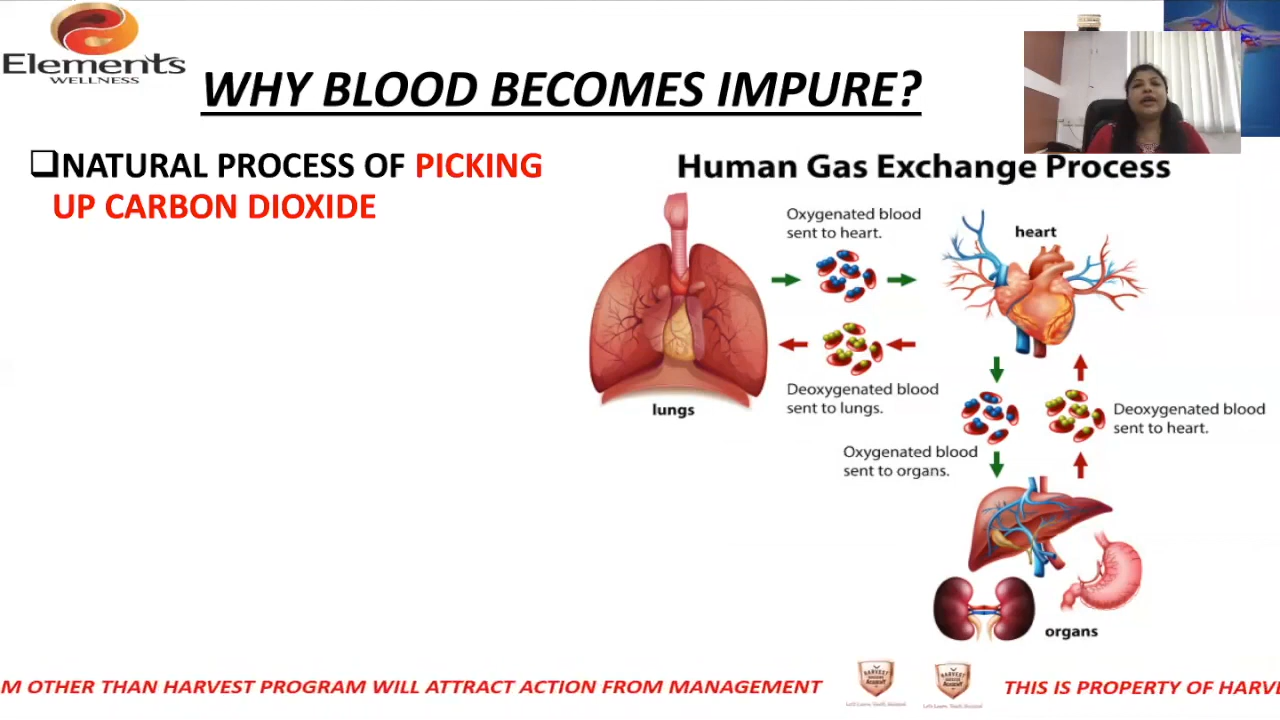 Elements
WELLNESS
WHY BLOOD BECOMES IMPURE?
NATURAL PROCESS OF PICKING
UP CARBON DIOXIDE
Human Gas Exchange Process
Oxygenated blood
sent to heart.
heart
Deoxygenated blood
sent to lungs.
lungs
Deoxygenated blood
sent to heart.
Oxygenated blood
sent to organs.
organs
M OTHER THAN HARVEST PROGRAM WILL ATTRACT ACTION FROM MANAGEMENT
HARVEST
HARVEST
THIS IS PROPERTY OF HARVE